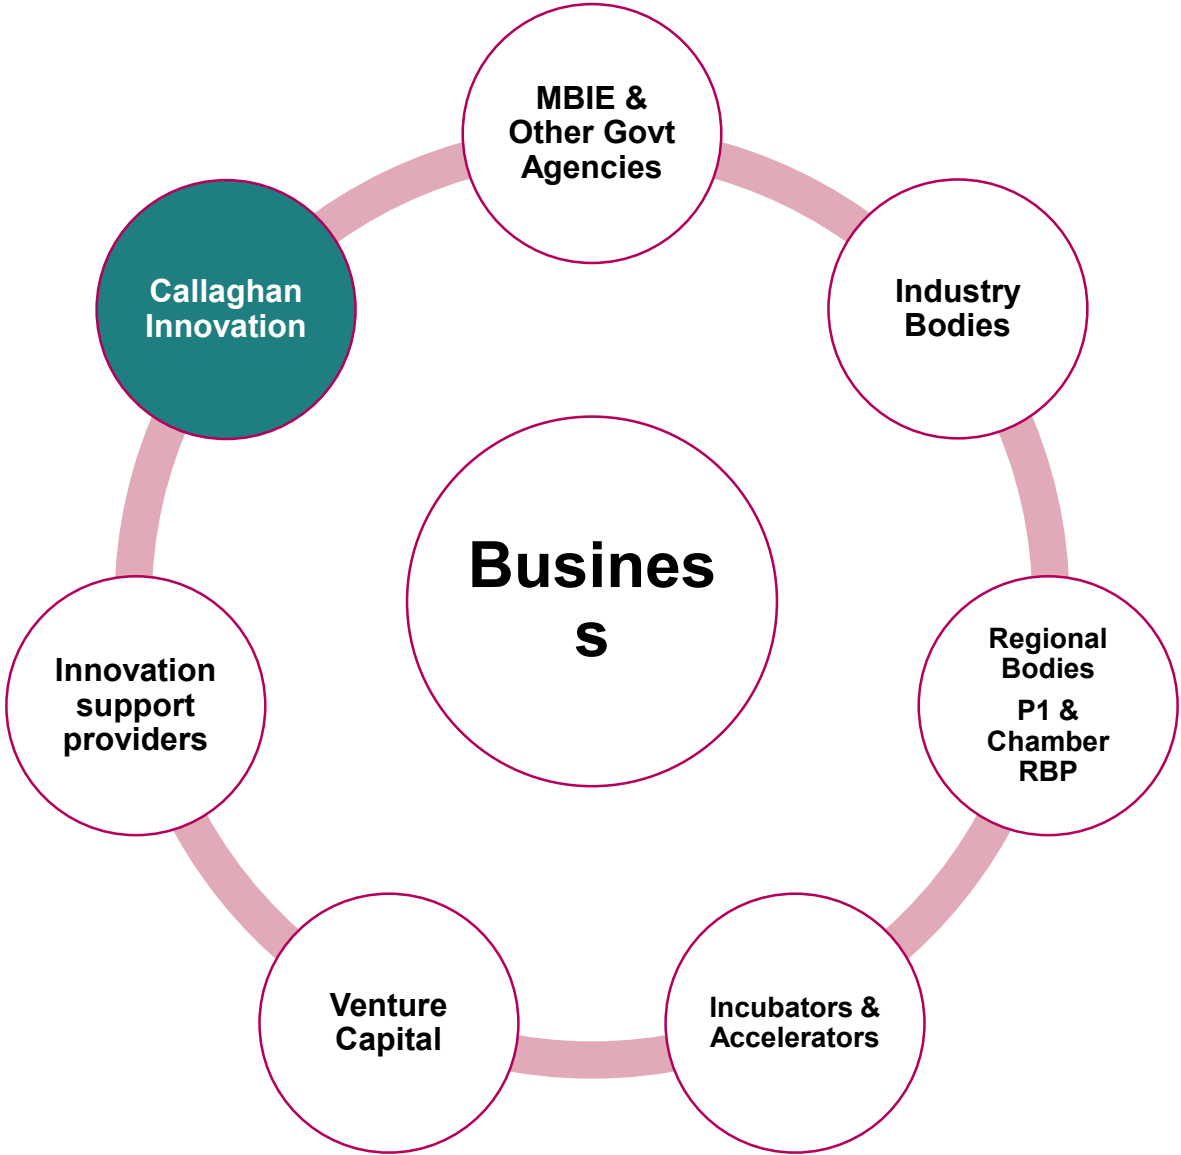 MBIE &
Other Govt
Agencies
Callaghan
Innovation
Industry
Bodies
Busines
s
Innovation
support
providers
Regional
Bodies
P1 &
Chamber
RBP
Venture
Capital
Incubators &
Accelerators